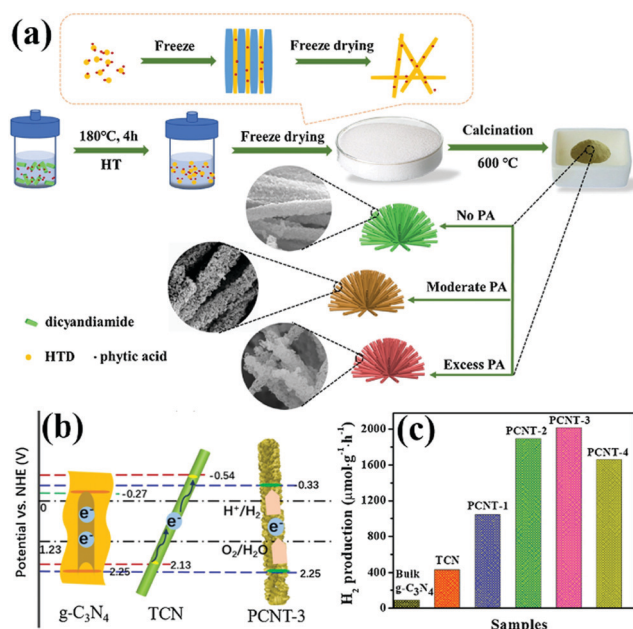 (a)
Freeze
Freeze drying
180℃, 4h
HT
Freeze drying
Calcination
600 ℃
No PA
Moderate PA
Excess PA
dicyandiamide
HTD
phytic acid
(b)
Potential vs. NHE (V)
-0.54
-0.27
0.33
0
H⁺/H₂
e⁻
e⁻
e⁻
e⁻
1.23
O₂/H₂O
2.13
2.25
2.25
g-C₃N₄
TCN
PCNT-3
(c)
H₂ production (μmol·g⁻¹·h⁻¹)
2000
1600
1200
800
400
0
Bulk
g-C₃N₄
TCN
PCNT-1
PCNT-2
PCNT-3
PCNT-4
Samples